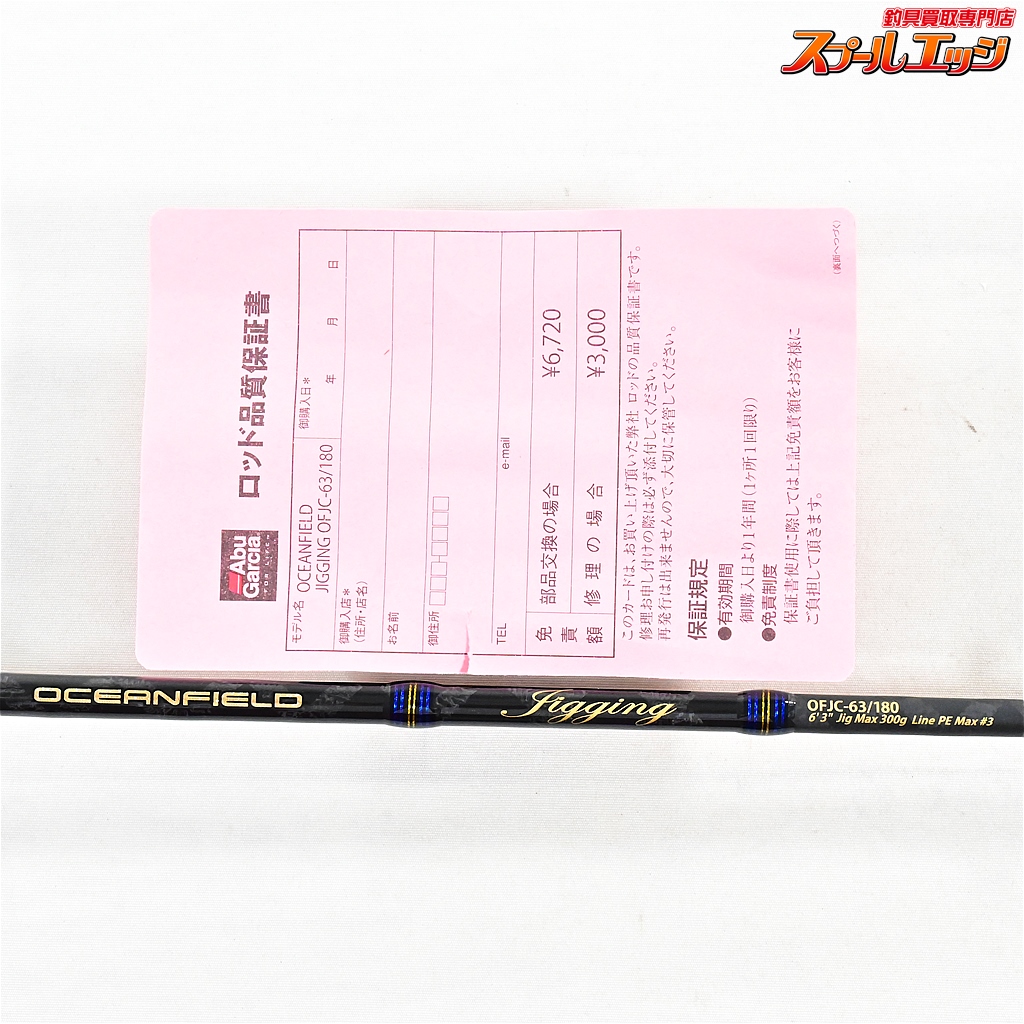 釣具買取専門店
スプールエッジ
Abu
Garcia
FOR LIFE
ロッド品質保証書
モデル名 OCEANFIELD
JIGGING OFJC-63/180
御購入日＊ 年 月 日
御購入店＊
（住所・店名）
お名前
御住所
TEL
e-mail
免責額
部品交換の場合 ¥6,720
修理の場合 ¥3,000
このカードは、お買い上げ頂いた弊社 ロッドの品質保証書です。
修理お申し付けの際は必ず添付してください。
再発行は出来ませんので、大切に保管してください。
保証規定
●有効期間
御購入日より1年間（1ヶ所1回限り）
●免責制度
保証書使用に際しては上記免責額をお客様に
ご負担して頂きます。
（裏面へつづく）
OCEANFIELD
Jigging
OFJC-63/180
6'3" Jig Max 300g Line PE Max #3